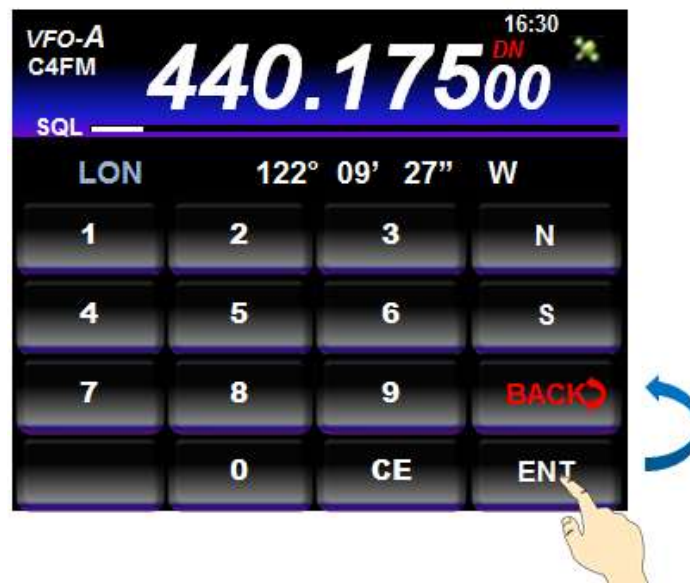 16:30
VFO-A
DN
C4FM
440.17500
SQL
LON 122° 09’ 27” W
1 2 3 N
4 5 6 S
7 8 9 BACK
0 CE ENT